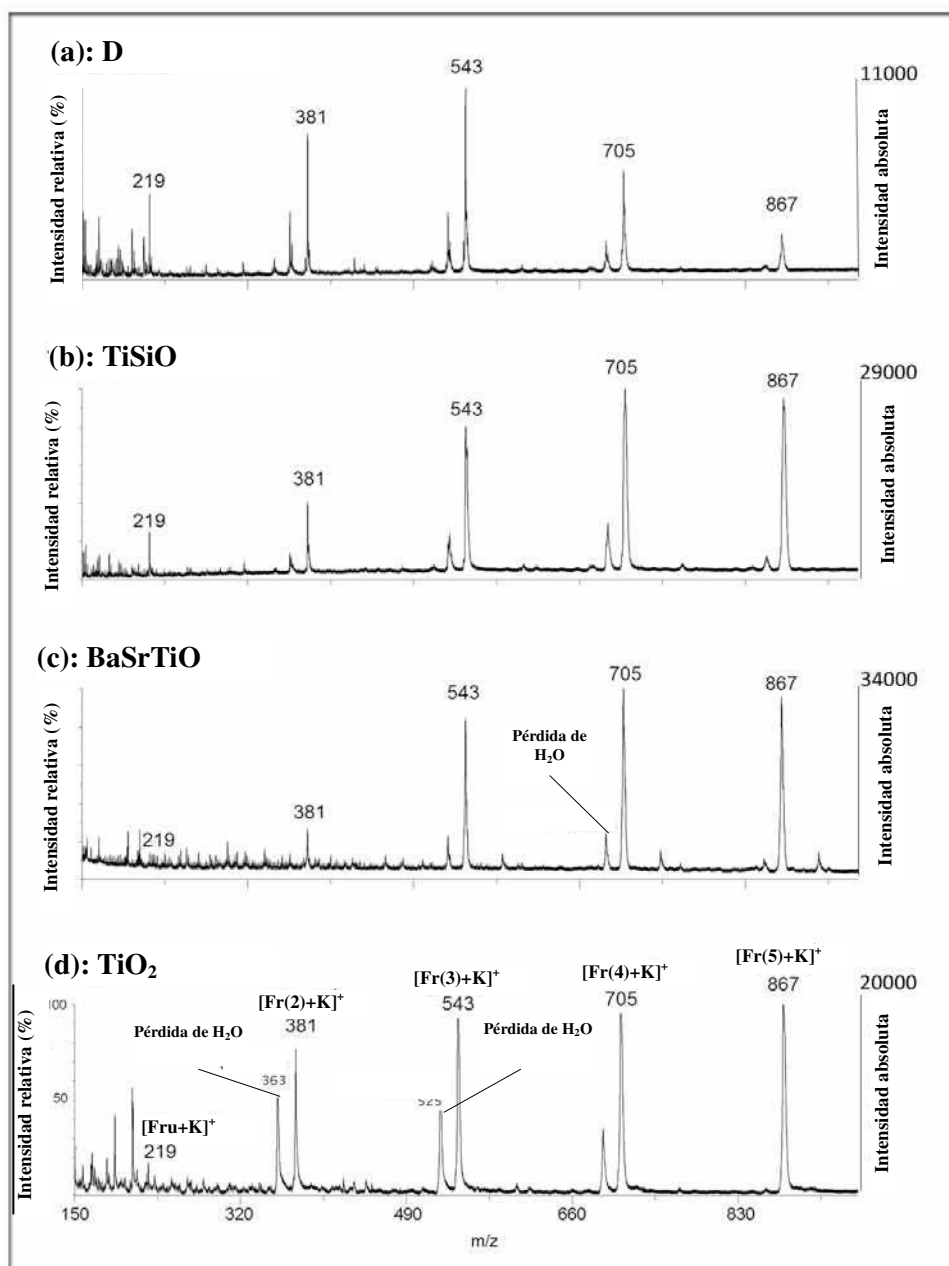 (a): D
543
11000
381
705
219
867
Intensidad relativa (%)
Intensidad absoluta
(b): TiSiO
705
867
29000
543
381
219
Intensidad relativa (%)
Intensidad absoluta
(c): BaSrTiO
543
705
867
34000
Pérdida de
H₂O
381
219
Intensidad relativa (%)
Intensidad absoluta
(d): TiO₂
[Fr(2)+K]⁺
[Fr(3)+K]⁺
[Fr(4)+K]⁺
[Fr(5)+K]⁺
100
381
543
705
867
20000
Pérdida de H₂O
Pérdida de H₂O
363
525
50
[Fru+K]⁺
219
Intensidad relativa (%)
Intensidad absoluta
150
320
490
660
830
m/z